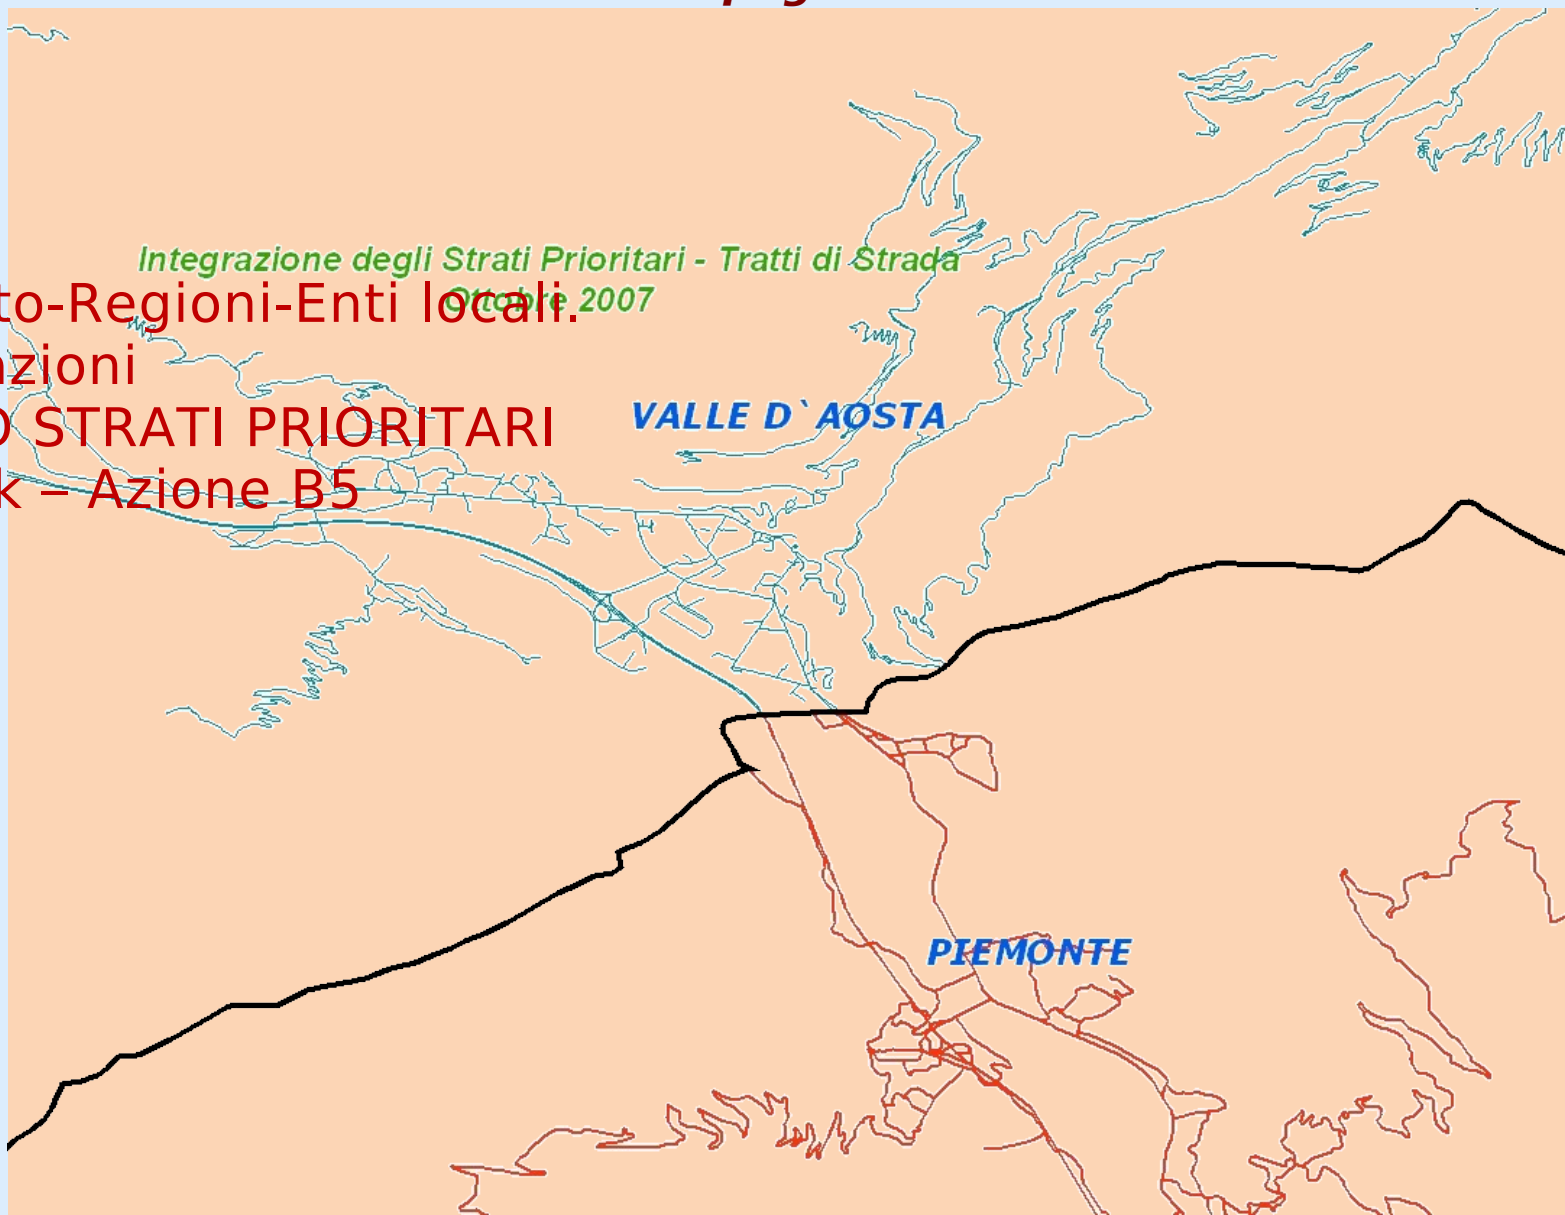 Integrazione degli Strati Prioritari - Tratti di Strada
Ottobre 2007
to-Regioni-Enti locali.
zioni
STRATI PRIORITARI
k – Azione B5
VALLE D`AOSTA
PIEMONTE